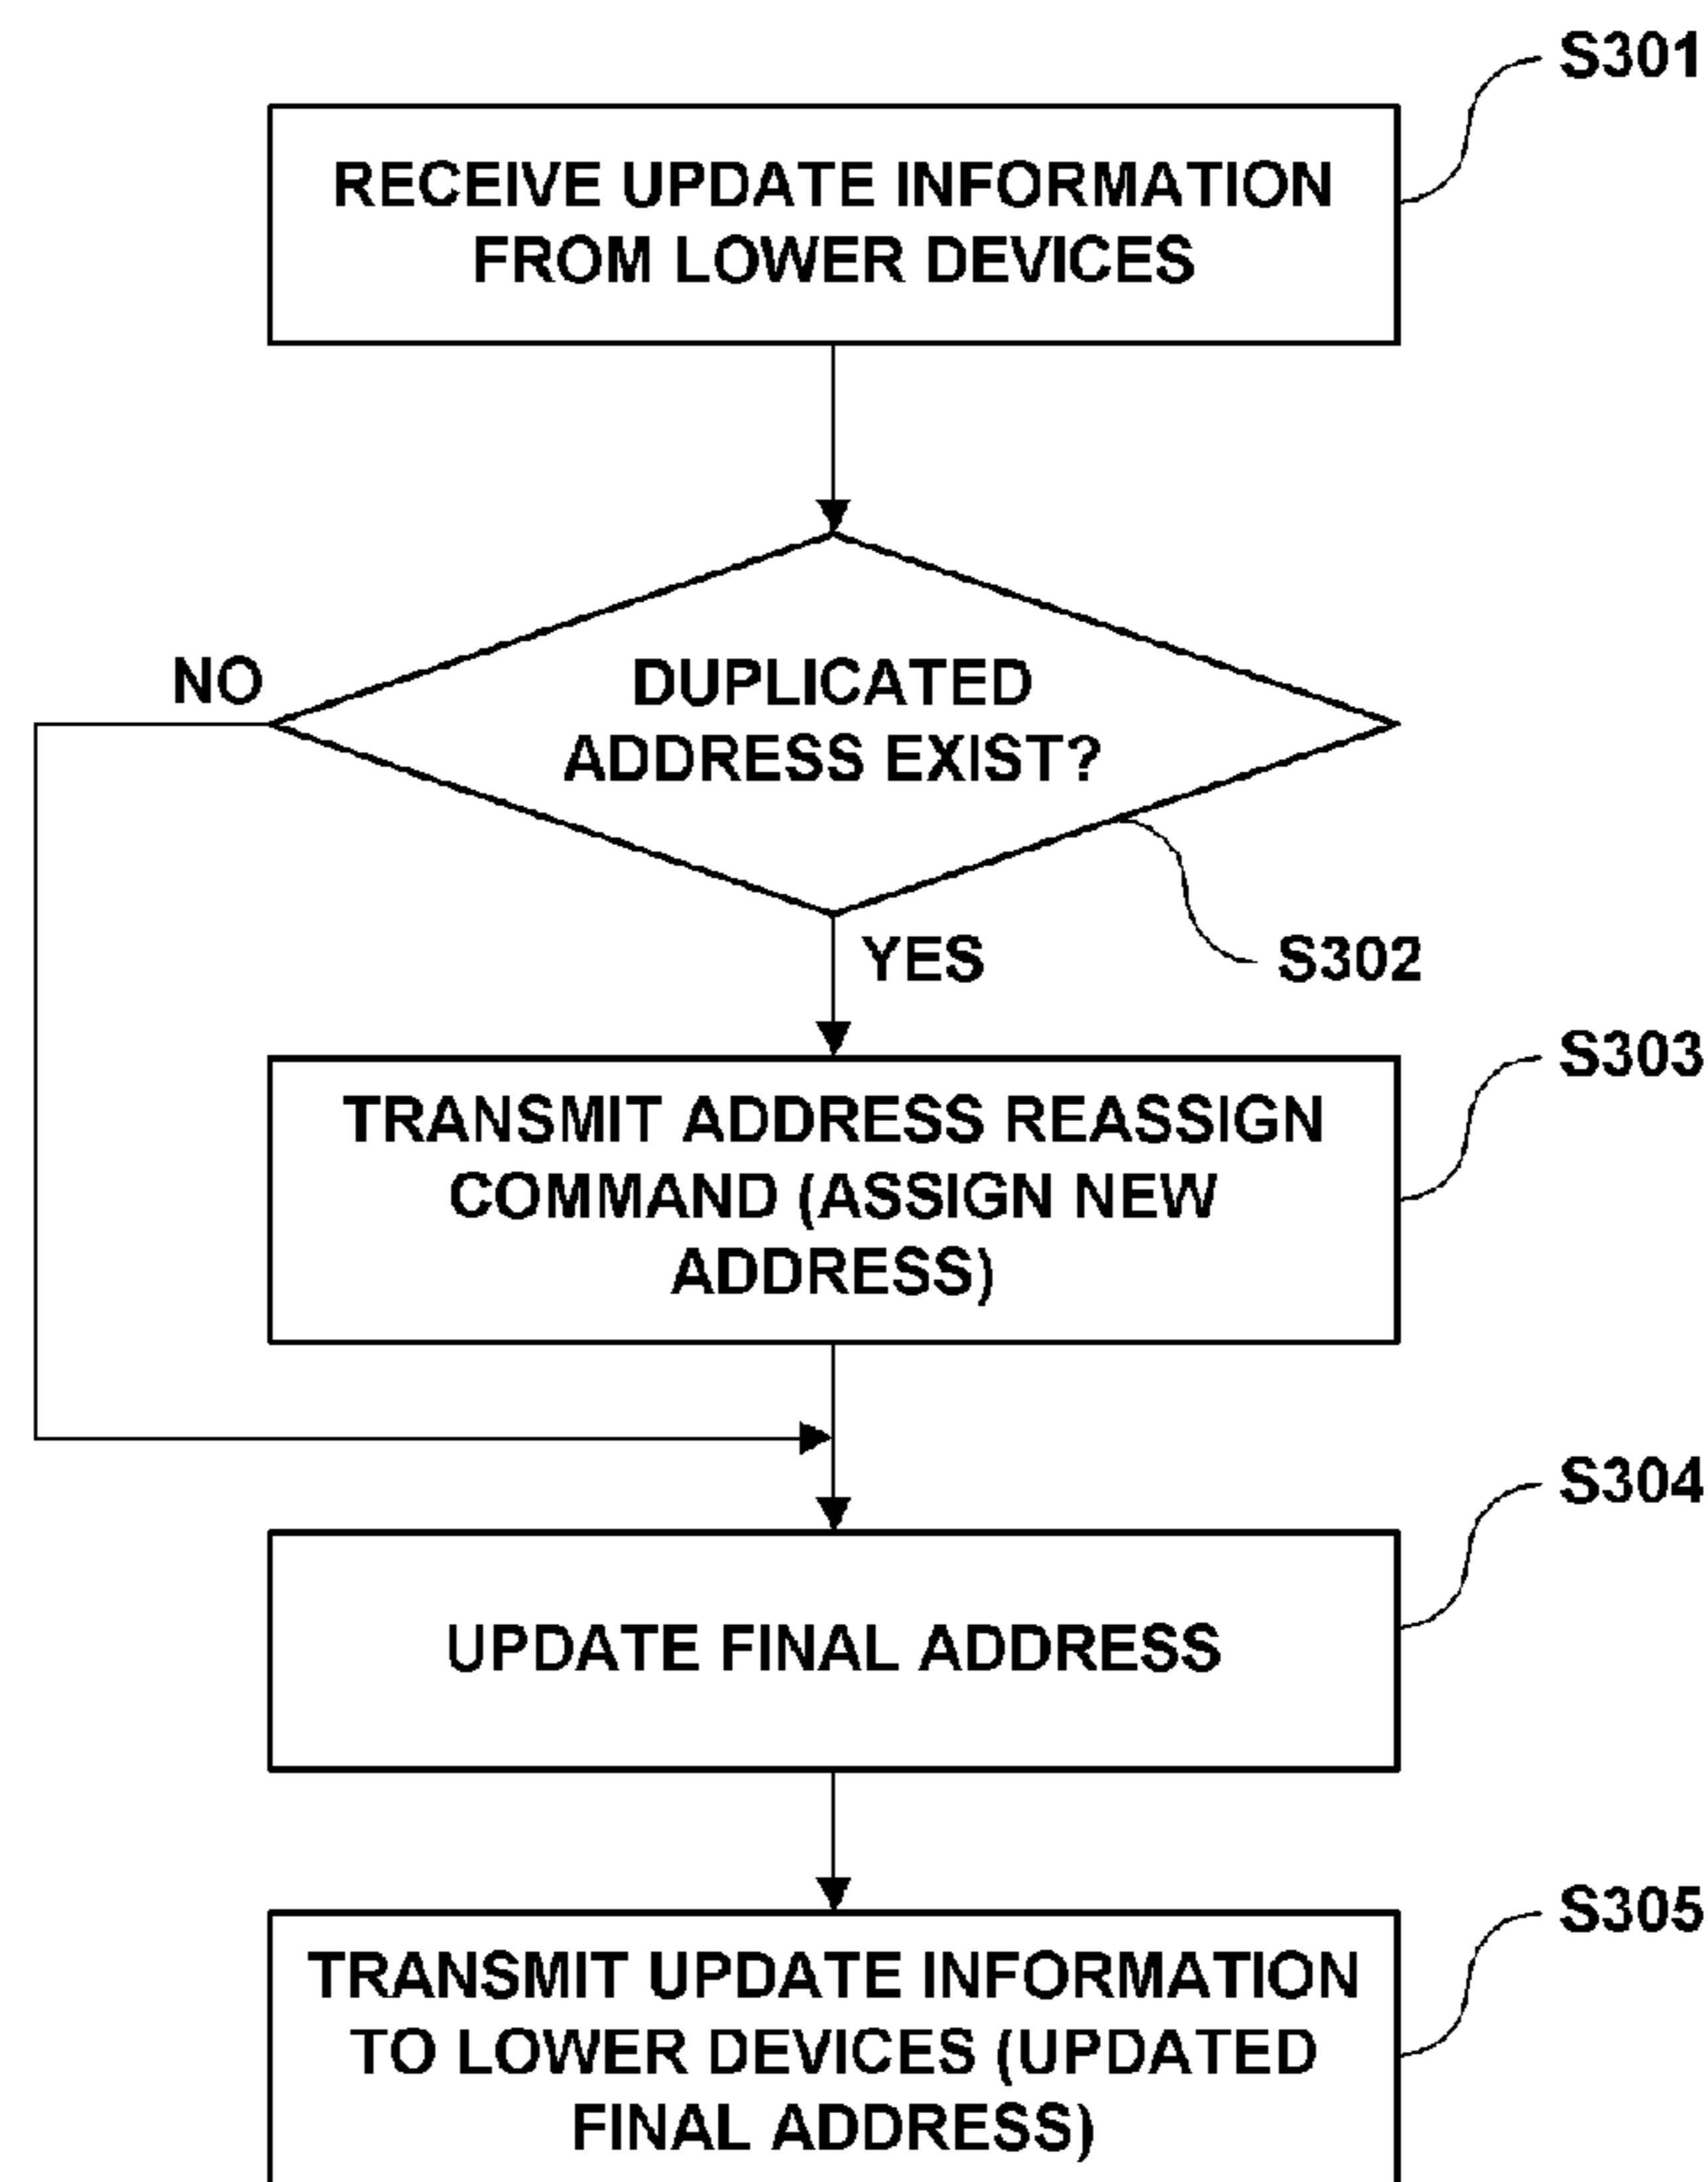 S301
RECEIVE UPDATE INFORMATION
FROM LOWER DEVICES
NO
DUPLICATED
ADDRESS EXIST?
YES
S302
S303
TRANSMIT ADDRESS REASSIGN
COMMAND (ASSIGN NEW
ADDRESS)
S304
UPDATE FINAL ADDRESS
S305
TRANSMIT UPDATE INFORMATION
TO LOWER DEVICES (UPDATED
FINAL ADDRESS)